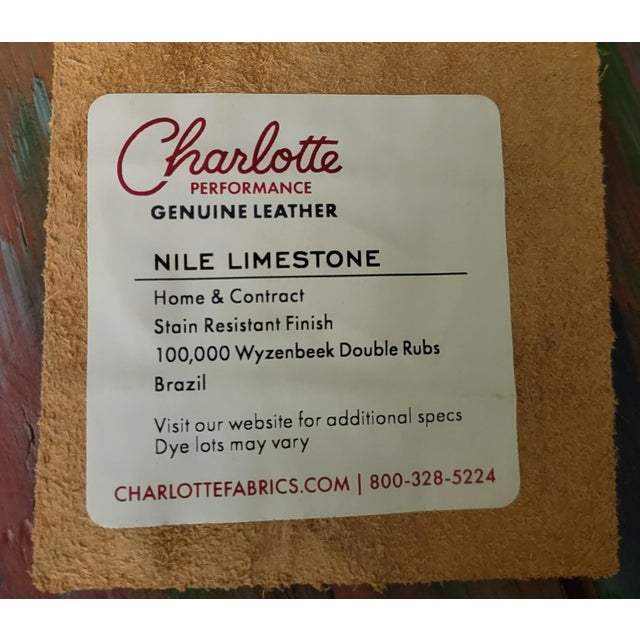 Charlotte
PERFORMANCE
GENUINE LEATHER
NILE LIMESTONE
Home & Contract
Stain Resistant Finish
100,000 Wyzenbeek Double Rubs
Brazil
Visit our website for additional specs
Dye lots may vary
CHARLOTTEFABRICS.COM | 800-328-5224